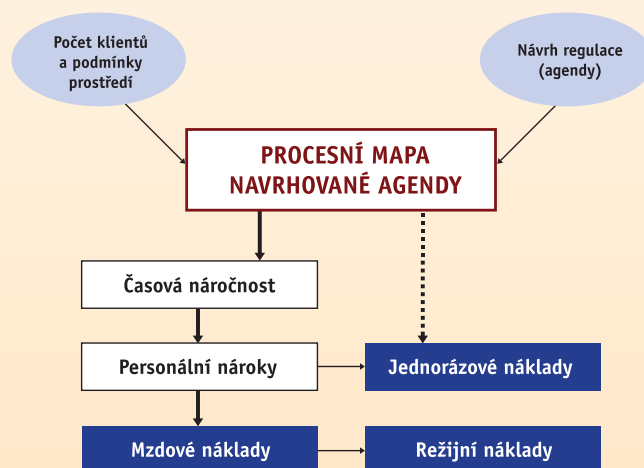 Počet klientů
a podmínky
prostředí
Návrh regulace
(agendy)
PROCESNÍ MAPA
NAVRHOVANÉ AGENDY
Časová náročnost
Personální nároky
Jednorázové náklady
Mzdové náklady
Režijní náklady